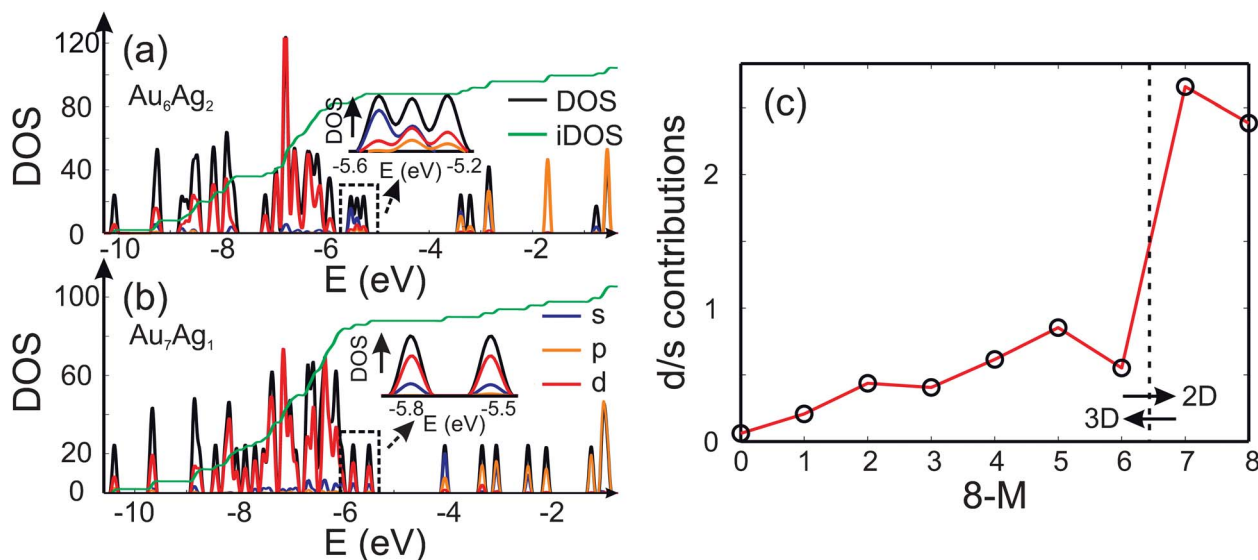 (a)
Au6Ag2
DOS
120
80
40
0
DOS
iDOS
DOS
-5.6
-5.2
E (eV)
-10
-8
-6
-4
-2
E (eV)
(b)
Au7Ag1
DOS
100
60
20
0
s
p
d
DOS
-5.8
-5.5
E (eV)
-10
-8
-6
-4
-2
E (eV)
(c)
d/s contributions
2
1
0
3D
2D
0 1 2 3 4 5 6 7 8
8-M